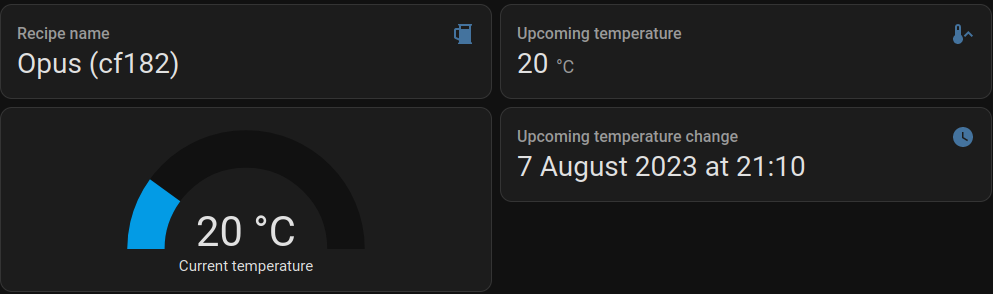 Recipe name
Opus (cf182)
Upcoming temperature
20 °C
20 °C
Current temperature
Upcoming temperature change
7 August 2023 at 21:10